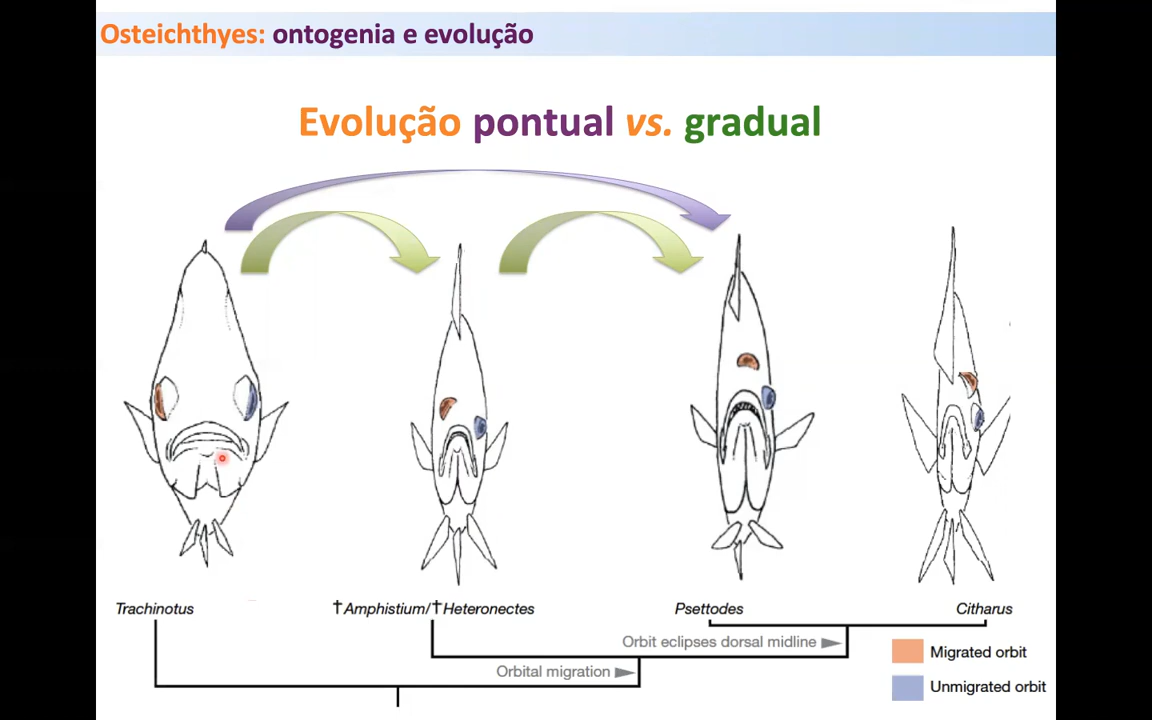 Osteichthyes: ontogenia e evolução
Evolução pontual vs. gradual
Trachinotus
†Amphistium/†Heteronectes
Psettodes
Citharus
Orbit eclipses dorsal midline
Orbital migration
Migrated orbit
Unmigrated orbit